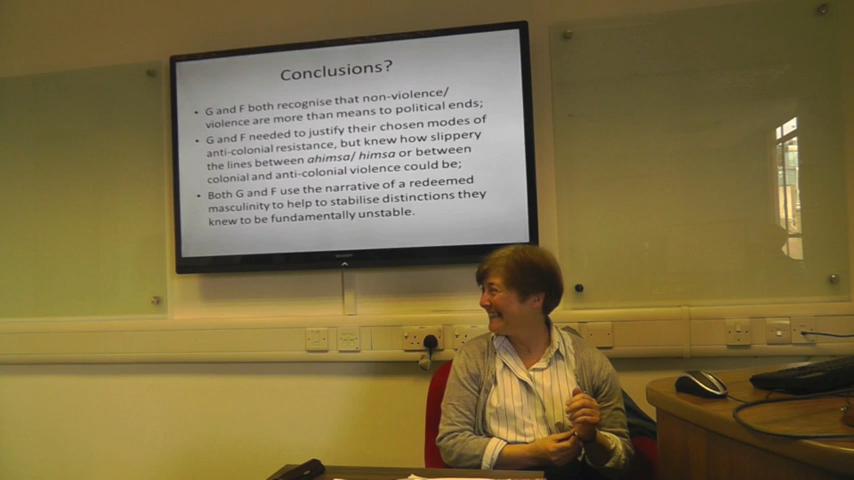 Conclusions?
• G and F both recognise that non-violence/
violence are more than means to political ends;
• G and F needed to justify their chosen modes of
anti-colonial resistance, but knew how slippery
the lines between ahimsa/ himsa or between
colonial and anti-colonial violence could be;
• Both G and F use the narrative of a redeemed
masculinity to help to stabilise distinctions they
knew to be fundamentally unstable.
SHARP